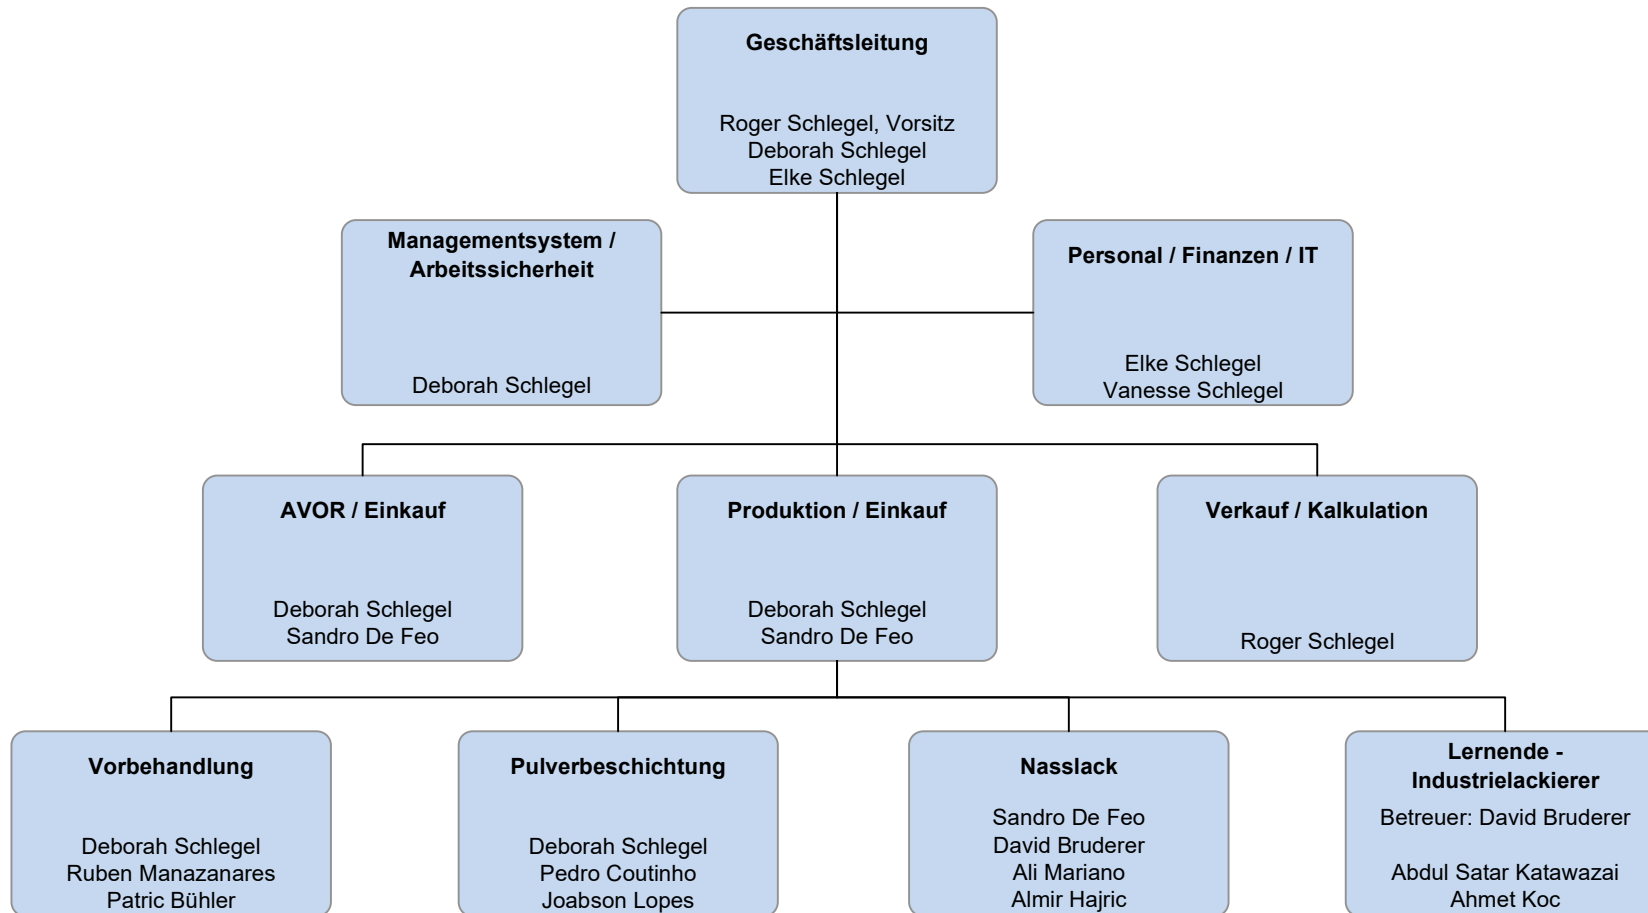 Geschäftsleitung
Roger Schlegel, Vorsitz
Deborah Schlegel
Elke Schlegel
Managementsystem /
Arbeitssicherheit
Deborah Schlegel
Personal / Finanzen / IT
Elke Schlegel
Vanesse Schlegel
AVOR / Einkauf
Deborah Schlegel
Sandro De Feo
Produktion / Einkauf
Deborah Schlegel
Sandro De Feo
Verkauf / Kalkulation
Roger Schlegel
Vorbehandlung
Deborah Schlegel
Ruben Manazanares
Patric Bühler
Pulverbeschichtung
Deborah Schlegel
Pedro Coutinho
Joabson Lopes
Nasslack
Sandro De Feo
David Bruderer
Ali Mariano
Almir Hajric
Lernende -
Industrielackierer
Betreuer: David Bruderer
Abdul Satar Katawazai
Ahmet Koc